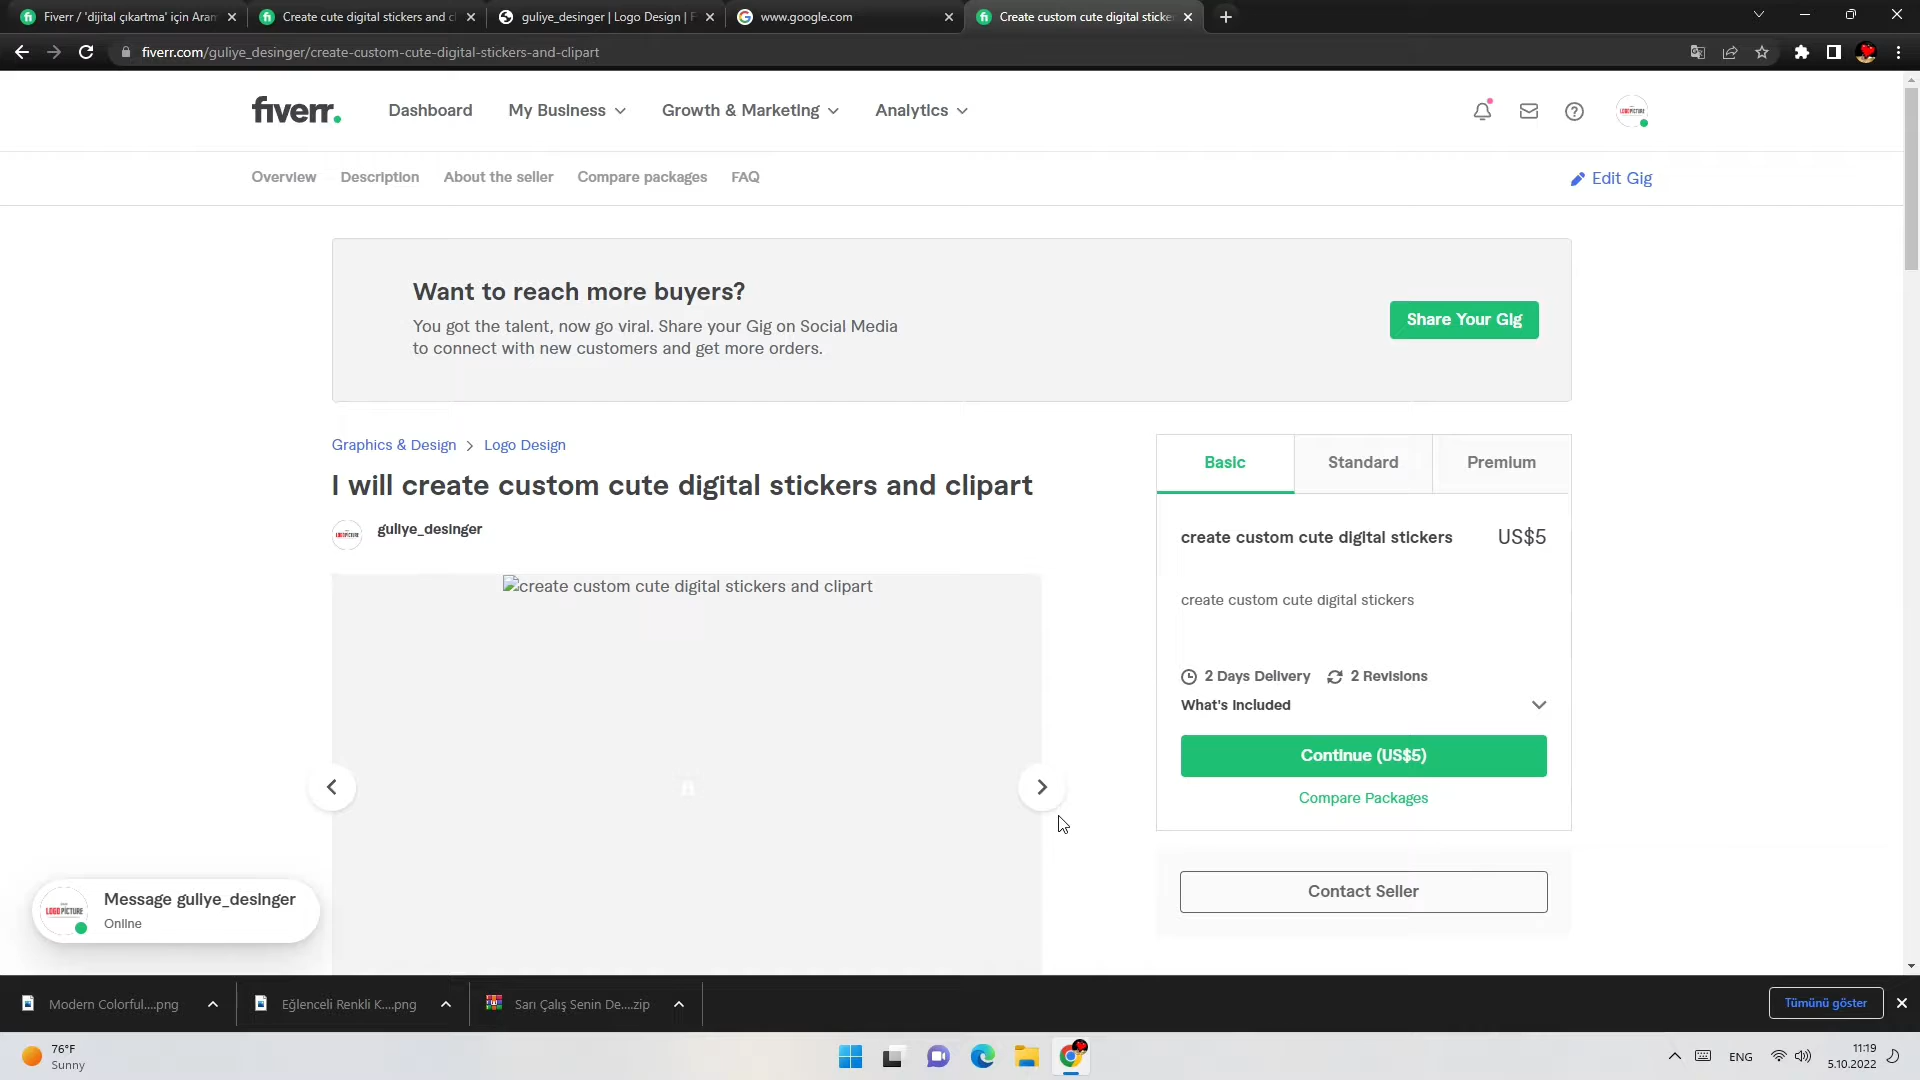 Fiverr / 'dijital çıkartma' için Aram
Create cute digital stickers and cl
guliye_desinger | Logo Design | F
www.google.com
Create custom cute digital sticke
fiverr.com/guliye_desinger/create-custom-cute-digital-stickers-and-clipart
fiverr.
Dashboard
My Business
Growth & Marketing
Analytics
Overview
Description
About the seller
Compare packages
FAQ
Edit Gig
Want to reach more buyers?
You got the talent, now go viral. Share your Gig on Social Media
to connect with new customers and get more orders.
Share Your Gig
Graphics & Design > Logo Design
I will create custom cute digital stickers and clipart
guliye_desinger
create custom cute digital stickers and clipart
Basic
Standard
Premium
create custom cute digital stickers
US$5
create custom cute digital stickers
2 Days Delivery
2 Revisions
What's Included
Continue (US$5)
Compare Packages
Contact Seller
LOGO PICTURE
Message guliye_desinger
Online
Modern Colorful....png
Eğlenceli Renkli K....png
Sarı Çalış Senin De....zip
Tümünü göster
76°F
Sunny
ENG
11:19
5.10.2022